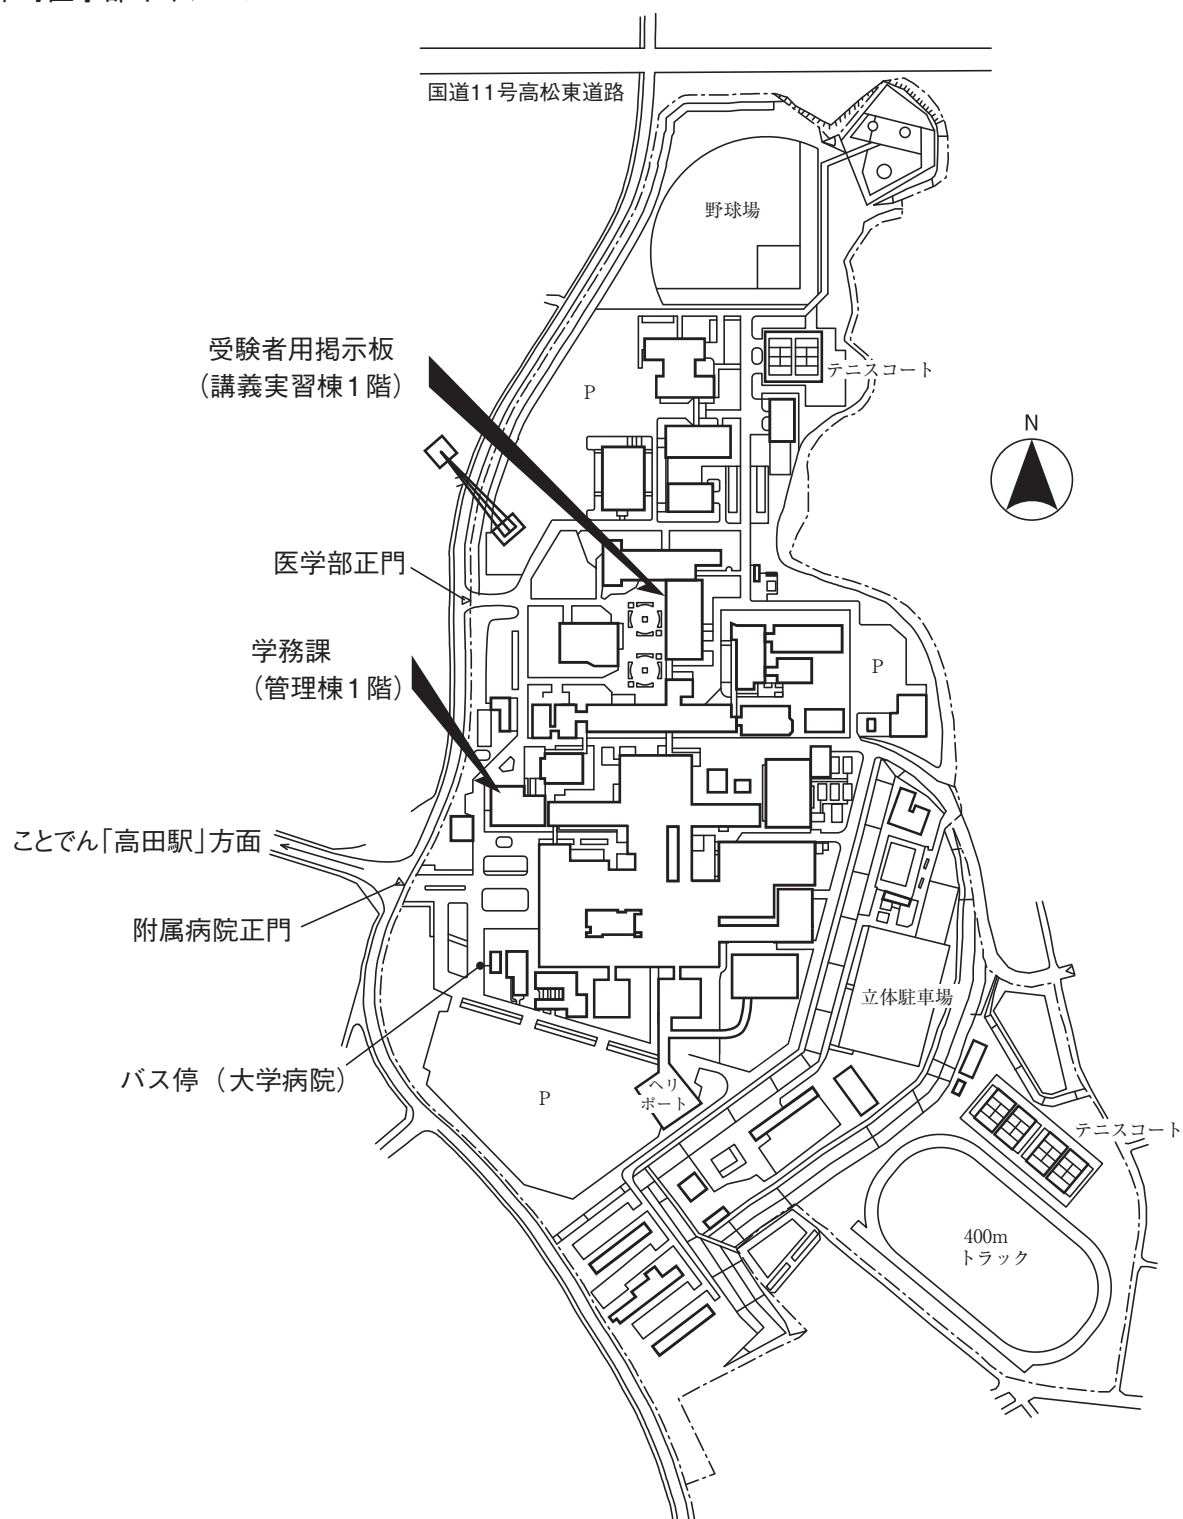 国道11号高松東道路
野球場
受験者用掲示板
（講義実習棟１階）
テニスコート
P
N
医学部正門
学務課
（管理棟１階）
P
ことでん「高田駅」方面
附属病院正門
立体駐車場
バス停（大学病院）
P
ヘリ
ポート
テニスコート
400m
トラック